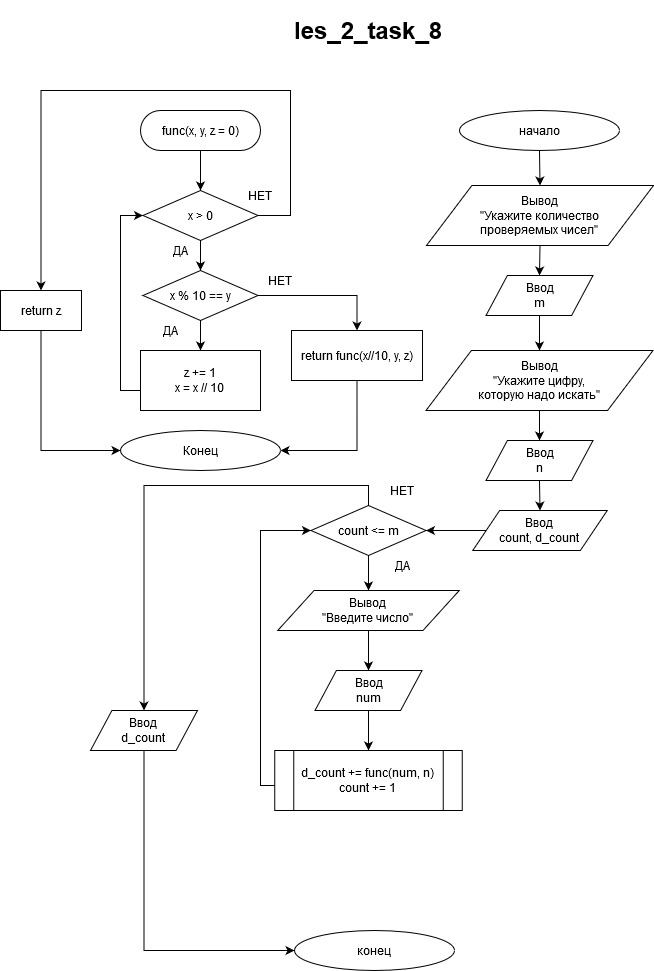 les_2_task_8
func(x, y, z = 0)
НЕТ
x > 0
ДА
НЕТ
x % 10 == y
return z
ДА
return func(x//10, y, z)
z += 1
x = x // 10
Конец
начало
Вывод
"Укажите количество
проверяемых чисел"
Ввод
m
Вывод
"Укажите цифру,
которую надо искать"
Ввод
n
Ввод
count, d_count
НЕТ
count <= m
ДА
Вывод
"Введите число"
Ввод
num
Ввод
d_count
d_count += func(num, n)
count += 1
конец